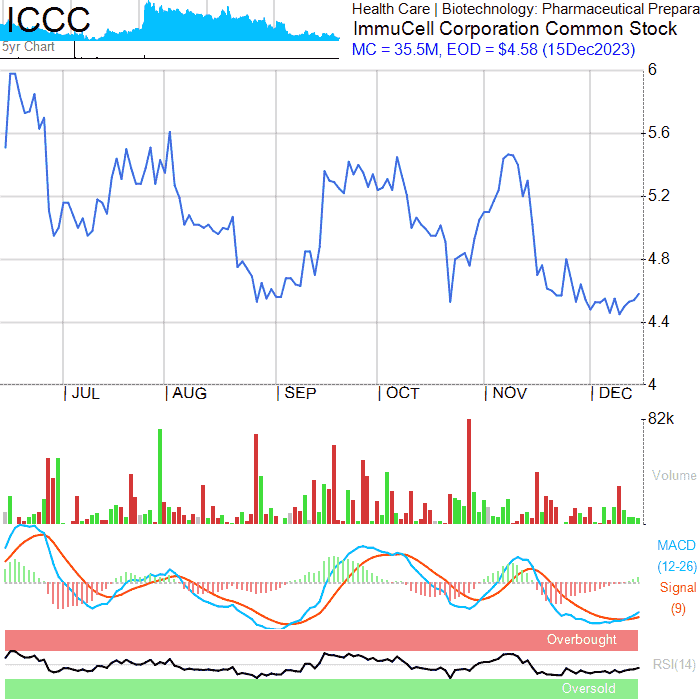 ICCC
5yr Chart
Health Care | Biotechnology: Pharmaceutical Prepara
ImmuCell Corporation Common Stock
MC = 35.5M, EOD = $4.58 (15Dec2023)
6
5.6
5.2
4.8
4.4
4
JUL AUG SEP OCT NOV DEC
82k
Volume
MACD
(12-26)
Signal
(9)
Overbought
RSI(14)
Oversold